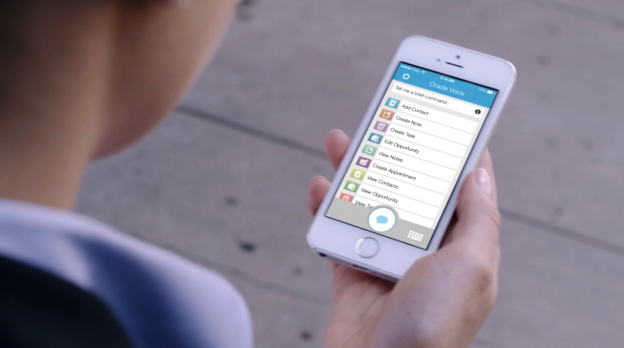 Oracle Voice
Tell me a brief command
Add Contact
Create Note
Create Task
Edit Opportunity
View Notes
Create Appointment
View Contacts
View Opportunity
View